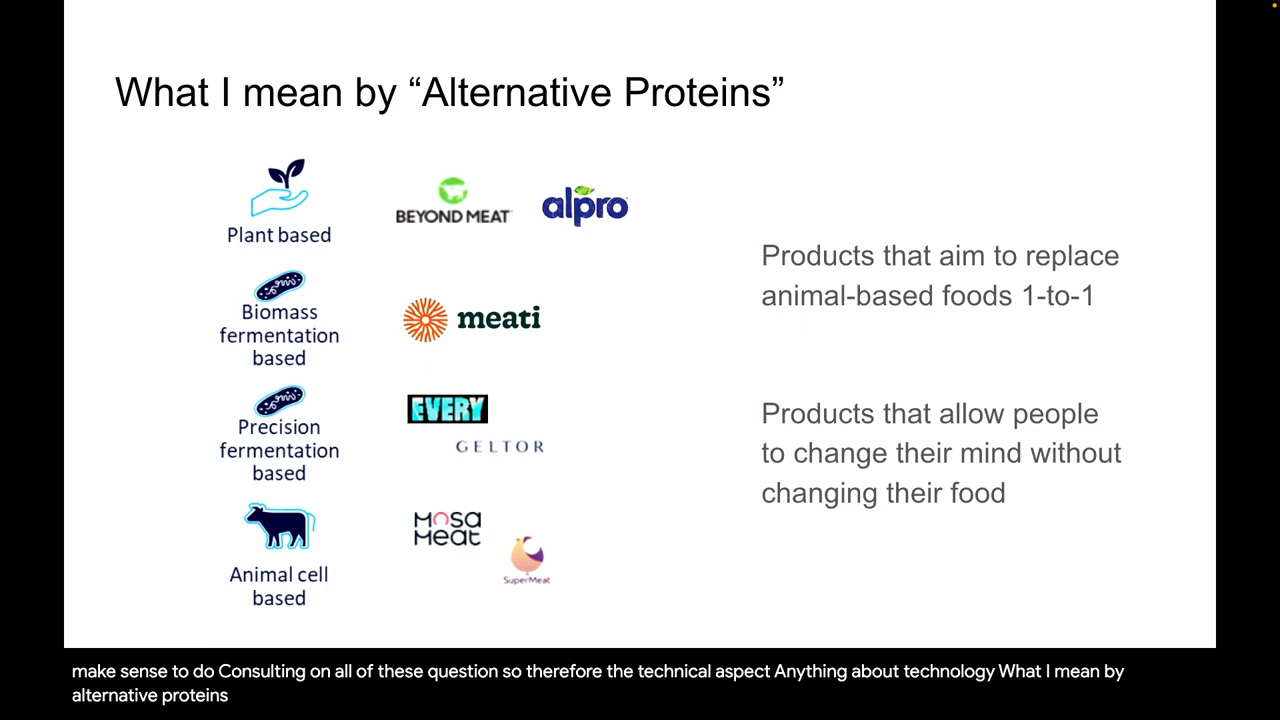 What I mean by “Alternative Proteins”
Plant based
BEYOND MEAT
alpro
Biomass
fermentation
based
meati
Precision
fermentation
based
EVERY
GELTOR
Animal cell
based
MOSA
MEAT
SuperMeat
Products that aim to replace
animal-based foods 1-to-1
Products that allow people
to change their mind without
changing their food
make sense to do Consulting on all of these question so therefore the technical aspect Anything about technology What I mean by
alternative proteins